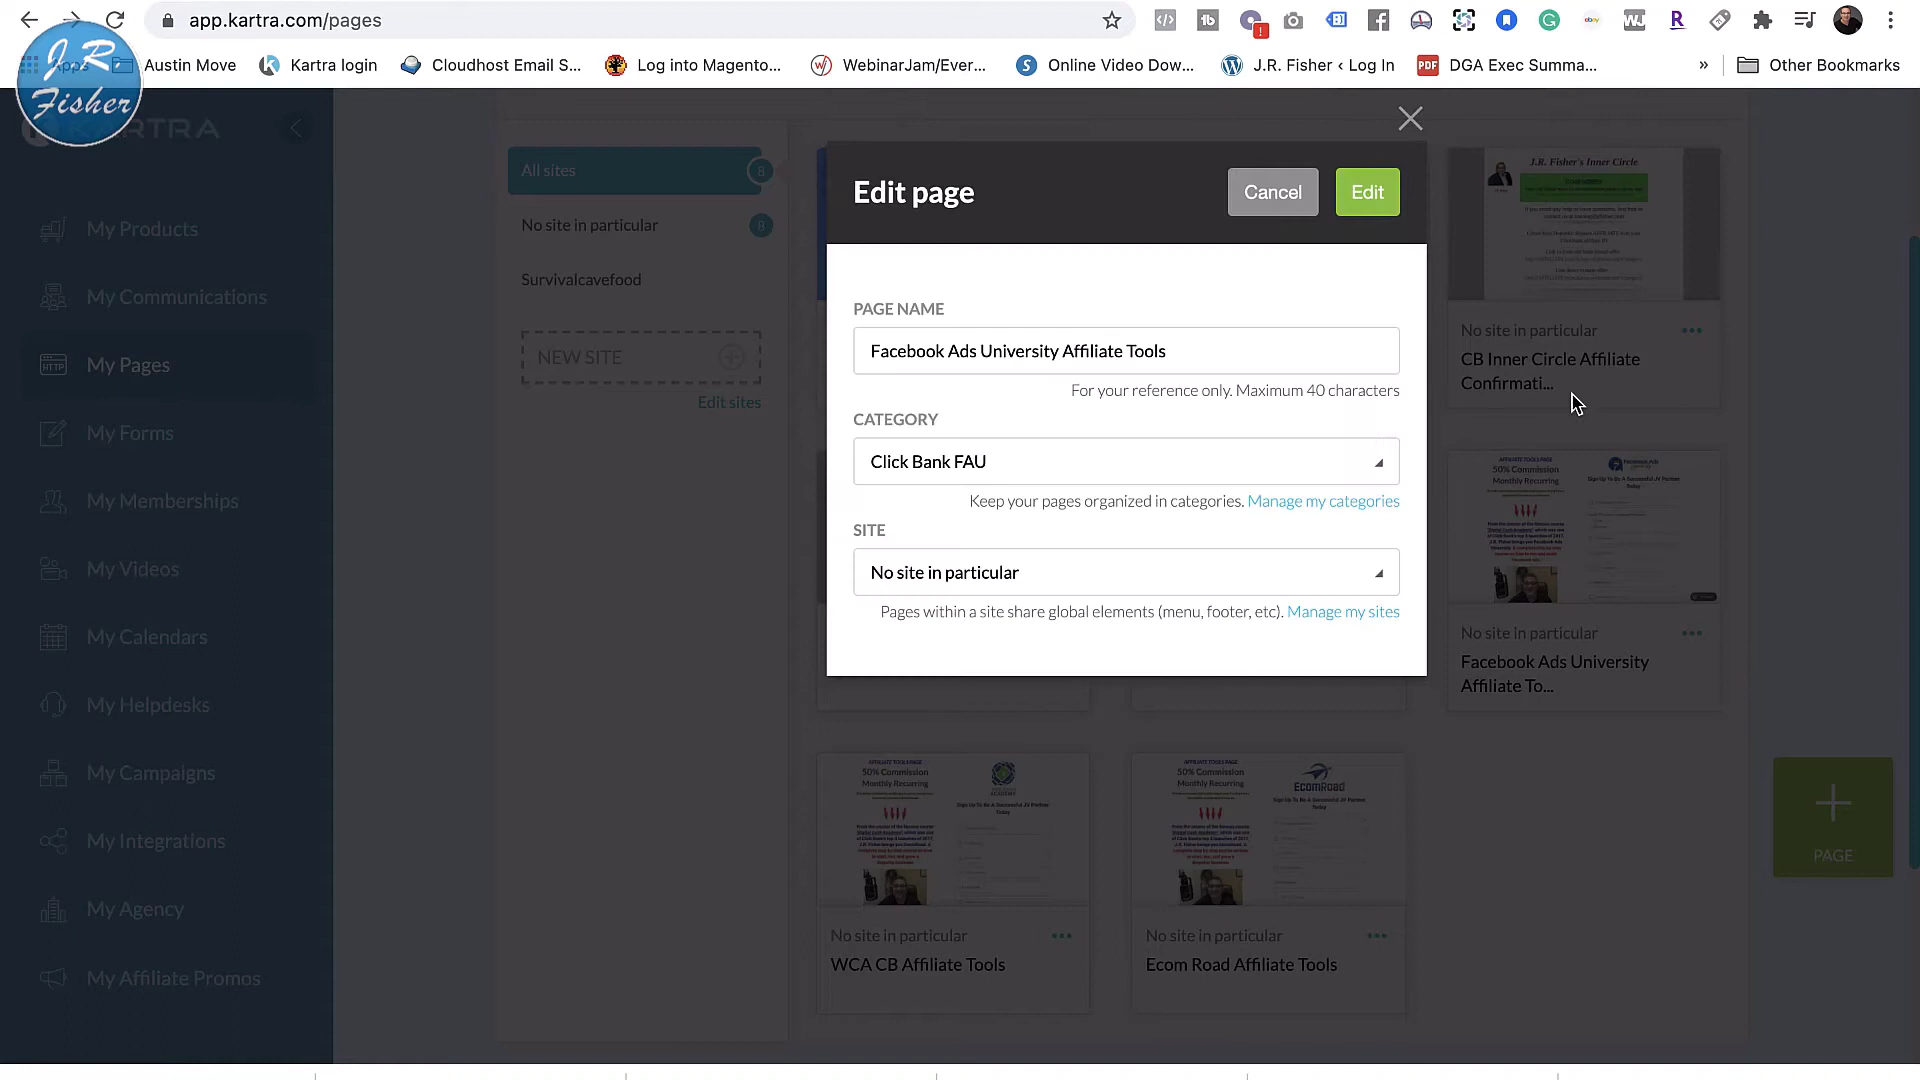 app.kartra.com/pages
Apps
Austin Move
Kartra login
Cloudhost Email S...
Log into Magento...
WebinarJam/Ever...
Online Video Dow...
J.R. Fisher ‹ Log In
DGA Exec Summa...
»
Other Bookmarks
J.R.
Fisher
KARTRA
My Products
My Communications
My Pages
My Forms
My Memberships
My Videos
My Calendars
My Helpdesks
My Campaigns
My Integrations
My Agency
My Affiliate Promos
All sites 8
No site in particular 8
Survivalcavefood
NEW SITE
Edit sites
Edit page
Cancel
Edit
PAGE NAME
Facebook Ads University Affiliate Tools
For your reference only. Maximum 40 characters
CATEGORY
Click Bank FAU
Keep your pages organized in categories. Manage my categories
SITE
No site in particular
Pages within a site share global elements (menu, footer, etc). Manage my sites
J.R. Fisher's Inner Circle
No site in particular
CB Inner Circle Affiliate
Confirmati...
AFFILIATE TOOLS PAGE
50% Commission
Monthly Recurring
Sign Up To Be A Successful JV Partner
Today
No site in particular
Facebook Ads University
Affiliate To...
AFFILIATE TOOLS PAGE
50% Commission
Monthly Recurring
Sign Up To Be A Successful JV Partner
Today
No site in particular
WCA CB Affiliate Tools
AFFILIATE TOOLS PAGE
50% Commission
Monthly Recurring
ECOMROAD
Sign Up To Be A Successful JV Partner
Today
No site in particular
Ecom Road Affiliate Tools
PAGE